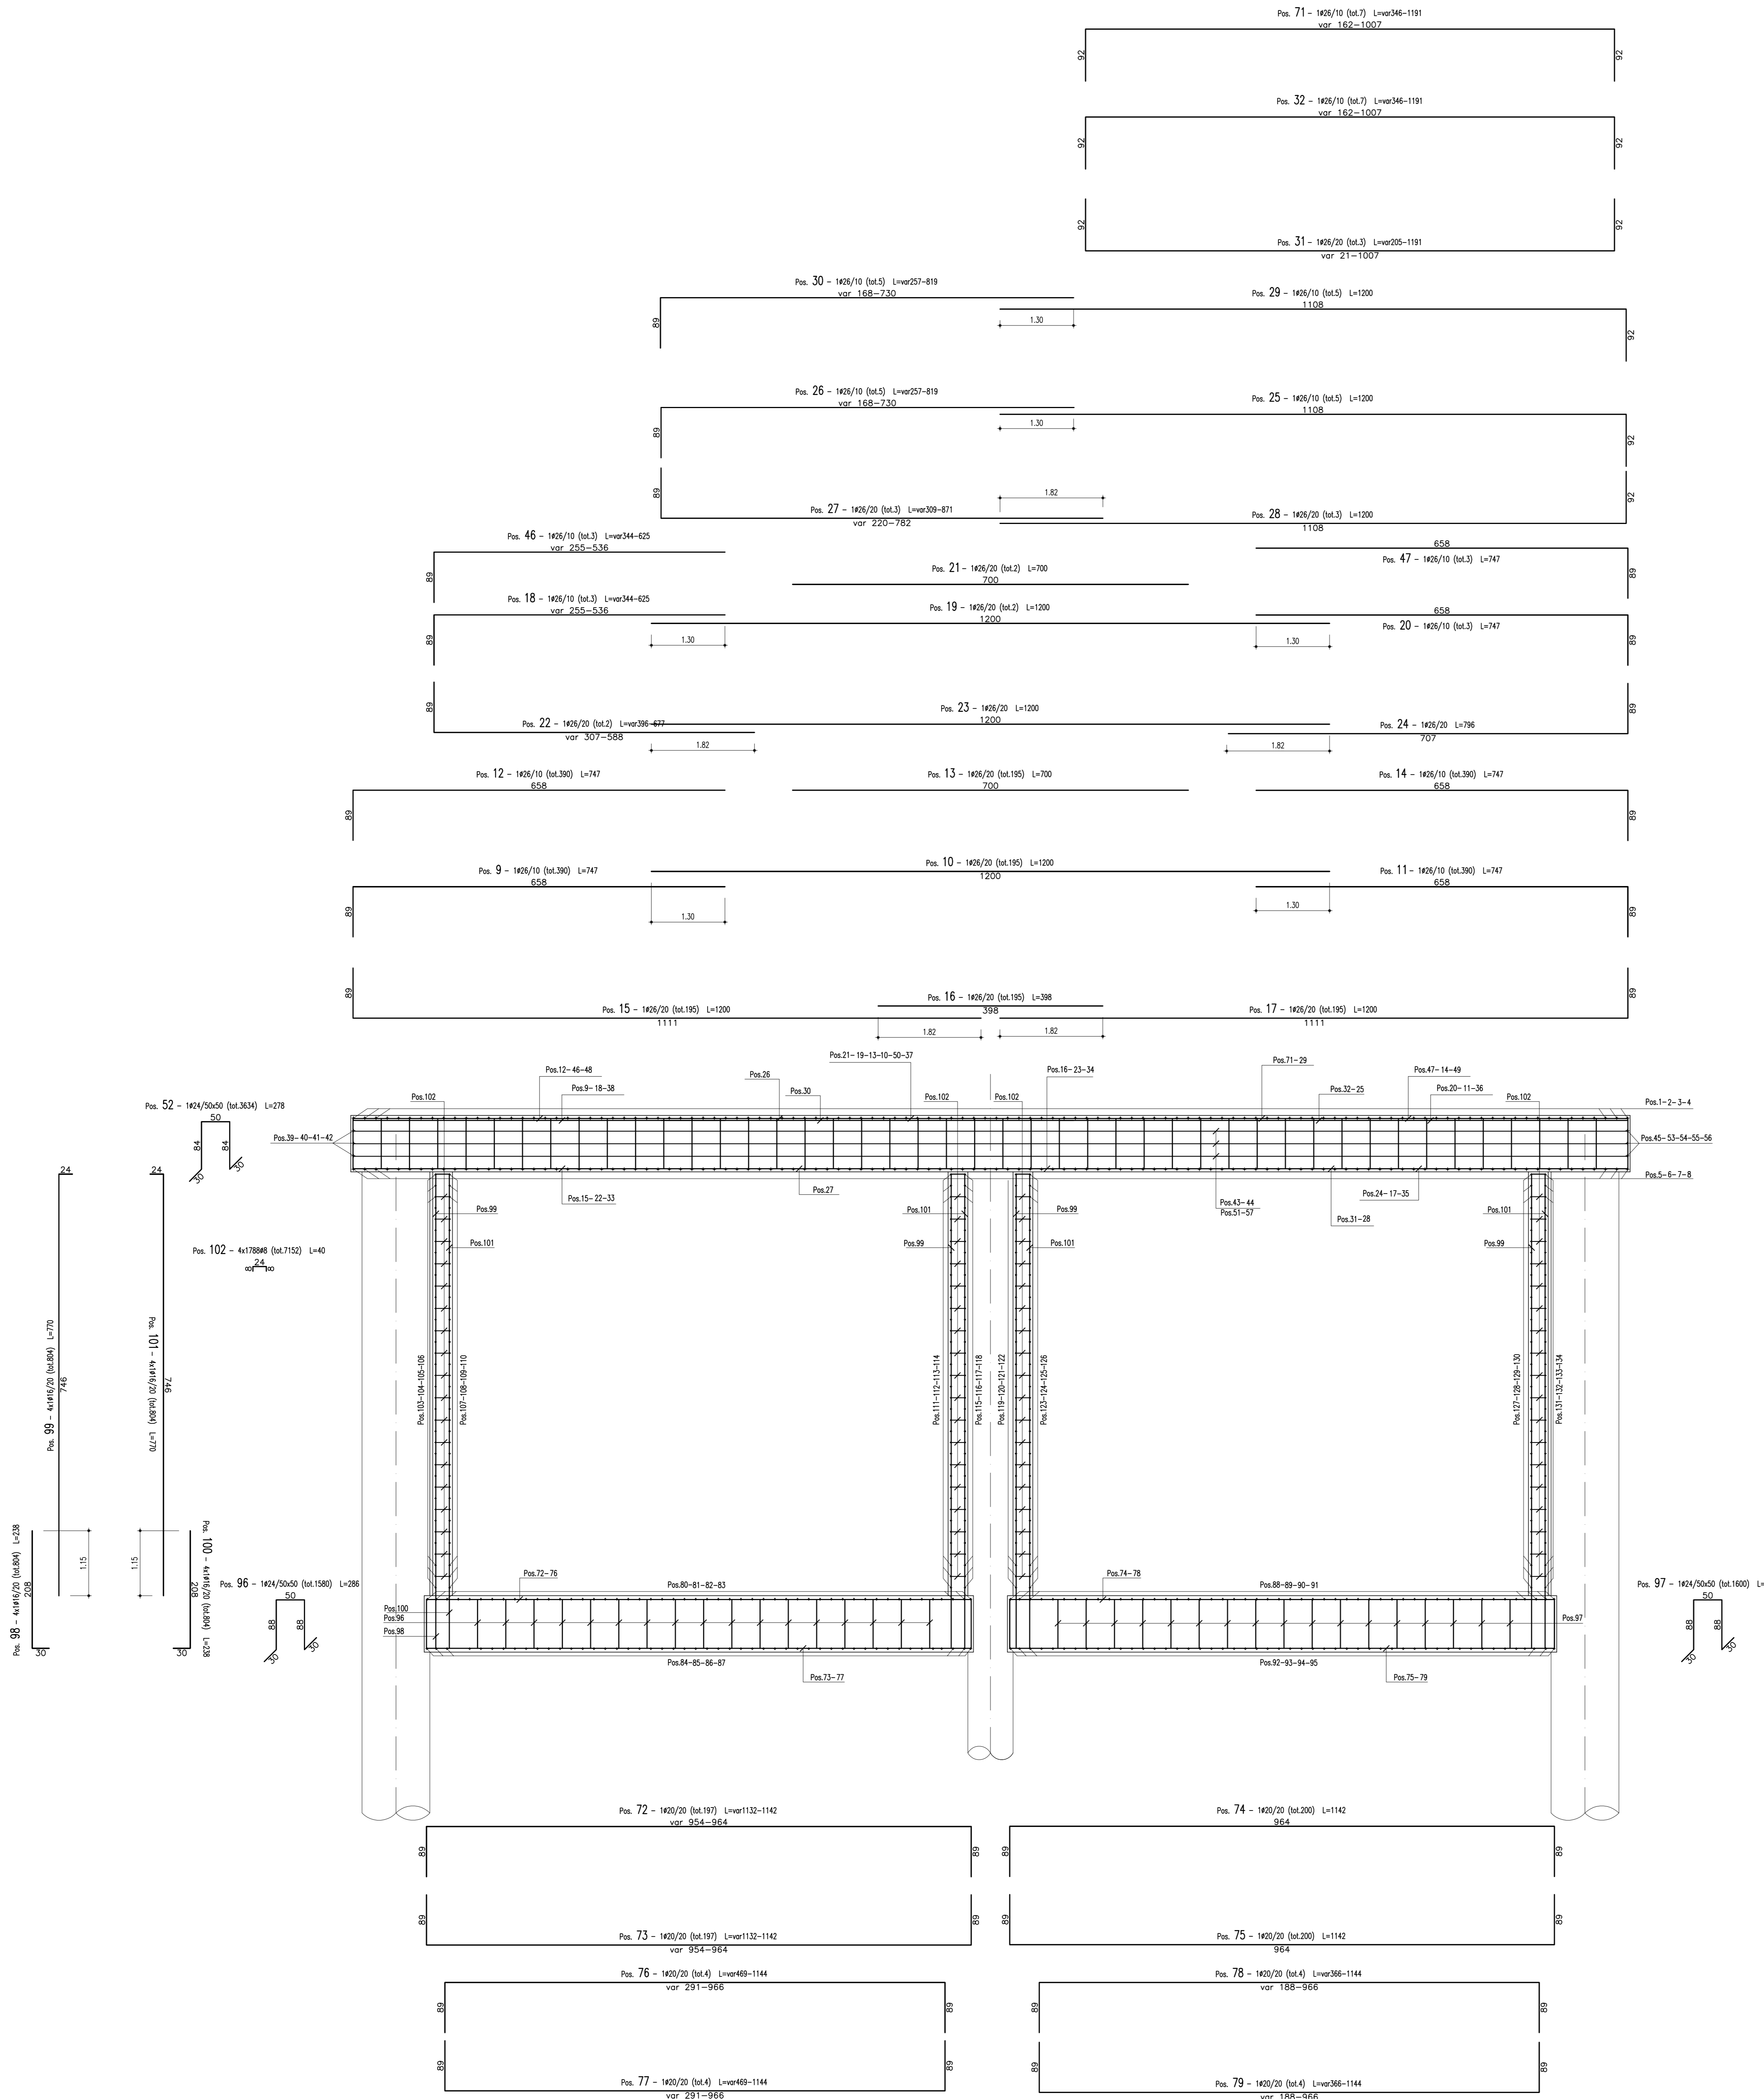 Pos. 71 - 1ø26/10 (tot.7) L=var346-1191
var 162-1007
92
92
Pos. 32 - 1ø26/10 (tot.7) L=var346-1191
var 162-1007
92
92
92
92
Pos. 31 - 1ø26/20 (tot.3) L=var205-1191
var 21-1007
Pos. 30 - 1ø26/10 (tot.5) L=var257-819
var 168-730
Pos. 29 - 1ø26/10 (tot.5) L=1200
1108
89
1.30
92
Pos. 26 - 1ø26/10 (tot.5) L=var257-819
var 168-730
Pos. 25 - 1ø26/10 (tot.5) L=1200
1108
89
1.30
92
89
1.82
92
Pos. 27 - 1ø26/20 (tot.3) L=var309-871
var 220-782
Pos. 28 - 1ø26/20 (tot.3) L=1200
1108
Pos. 46 - 1ø26/10 (tot.3) L=var344-625
var 255-536
658
Pos. 47 - 1ø26/10 (tot.3) L=747
89
Pos. 21 - 1ø26/20 (tot.2) L=700
700
89
Pos. 18 - 1ø26/10 (tot.3) L=var344-625
var 255-536
Pos. 19 - 1ø26/20 (tot.2) L=1200
1200
658
Pos. 20 - 1ø26/10 (tot.3) L=747
89
1.30
1.30
89
89
89
Pos. 22 - 1ø26/20 (tot.2) L=var396-677
var 307-588
Pos. 23 - 1ø26/20 L=1200
1200
Pos. 24 - 1ø26/20 L=796
707
1.82
1.82
Pos. 12 - 1ø26/10 (tot.390) L=747
658
Pos. 13 - 1ø26/20 (tot.195) L=700
700
Pos. 14 - 1ø26/10 (tot.390) L=747
658
89
89
Pos. 9 - 1ø26/10 (tot.390) L=747
658
Pos. 10 - 1ø26/20 (tot.195) L=1200
1200
Pos. 11 - 1ø26/10 (tot.390) L=747
658
89
1.30
1.30
89
89
89
Pos. 15 - 1ø26/20 (tot.195) L=1200
1111
Pos. 16 - 1ø26/20 (tot.195) L=398
398
Pos. 17 - 1ø26/20 (tot.195) L=1200
1111
1.82
1.82
Pos.21-19-13-10-50-37
Pos.12-46-48
Pos.26
Pos.16-23-34
Pos.71-29
Pos.47-14-49
Pos.9-18-38
Pos.30
Pos.32-25
Pos.20-11-36
Pos.102
Pos.102
Pos.102
Pos.102
Pos.1-2-3-4
Pos. 52 - 1ø24/50x50 (tot.3634) L=278
50
84
84
30
30
Pos.39-40-41-42
Pos.45-53-54-55-56
Pos.5-6-7-8
Pos.15-22-33
Pos.27
Pos.43-44
Pos.51-57
Pos.24-17-35
Pos.31-28
24
24
Pos.99
Pos.101
Pos.99
Pos.101
Pos.101
Pos.99
Pos.101
Pos.99
Pos. 102 - 4x1788ø8 (tot.7152) L=40
24
8
8
Pos. 99 - 4x1ø16/20 (tot.804) L=770
746
Pos. 101 - 4x1ø16/20 (tot.804) L=770
746
Pos.103-104-105-106
Pos.107-108-109-110
Pos.111-112-113-114
Pos.115-116-117-118
Pos.119-120-121-122
Pos.123-124-125-126
Pos.127-128-129-130
Pos.131-132-133-134
Pos. 98 - 4x1ø16/20 (tot.804) L=238
208
30
1.15
1.15
Pos. 100 - 4x1ø16/20 (tot.804) L=238
208
30
Pos. 96 - 1ø24/50x50 (tot.1580) L=286
50
88
88
30
30
Pos.72-76
Pos.80-81-82-83
Pos.74-78
Pos.88-89-90-91
Pos.100
Pos.96
Pos.98
Pos.97
Pos. 97 - 1ø24/50x50 (tot.1600) L=
50
88
88
30
30
Pos.84-85-86-87
Pos.73-77
Pos.92-93-94-95
Pos.75-79
Pos. 72 - 1ø20/20 (tot.197) L=var1132-1142
var 954-964
Pos. 74 - 1ø20/20 (tot.200) L=1142
964
89
89
89
89
89
89
89
89
Pos. 73 - 1ø20/20 (tot.197) L=var1132-1142
var 954-964
Pos. 75 - 1ø20/20 (tot.200) L=1142
964
Pos. 76 - 1ø20/20 (tot.4) L=var469-1144
var 291-966
Pos. 78 - 1ø20/20 (tot.4) L=var366-1144
var 188-966
89
89
89
89
89
89
89
89
Pos. 77 - 1ø20/20 (tot.4) L=var469-1144
var 291-966
Pos. 79 - 1ø20/20 (tot.4) L=var366-1144
var 188-966